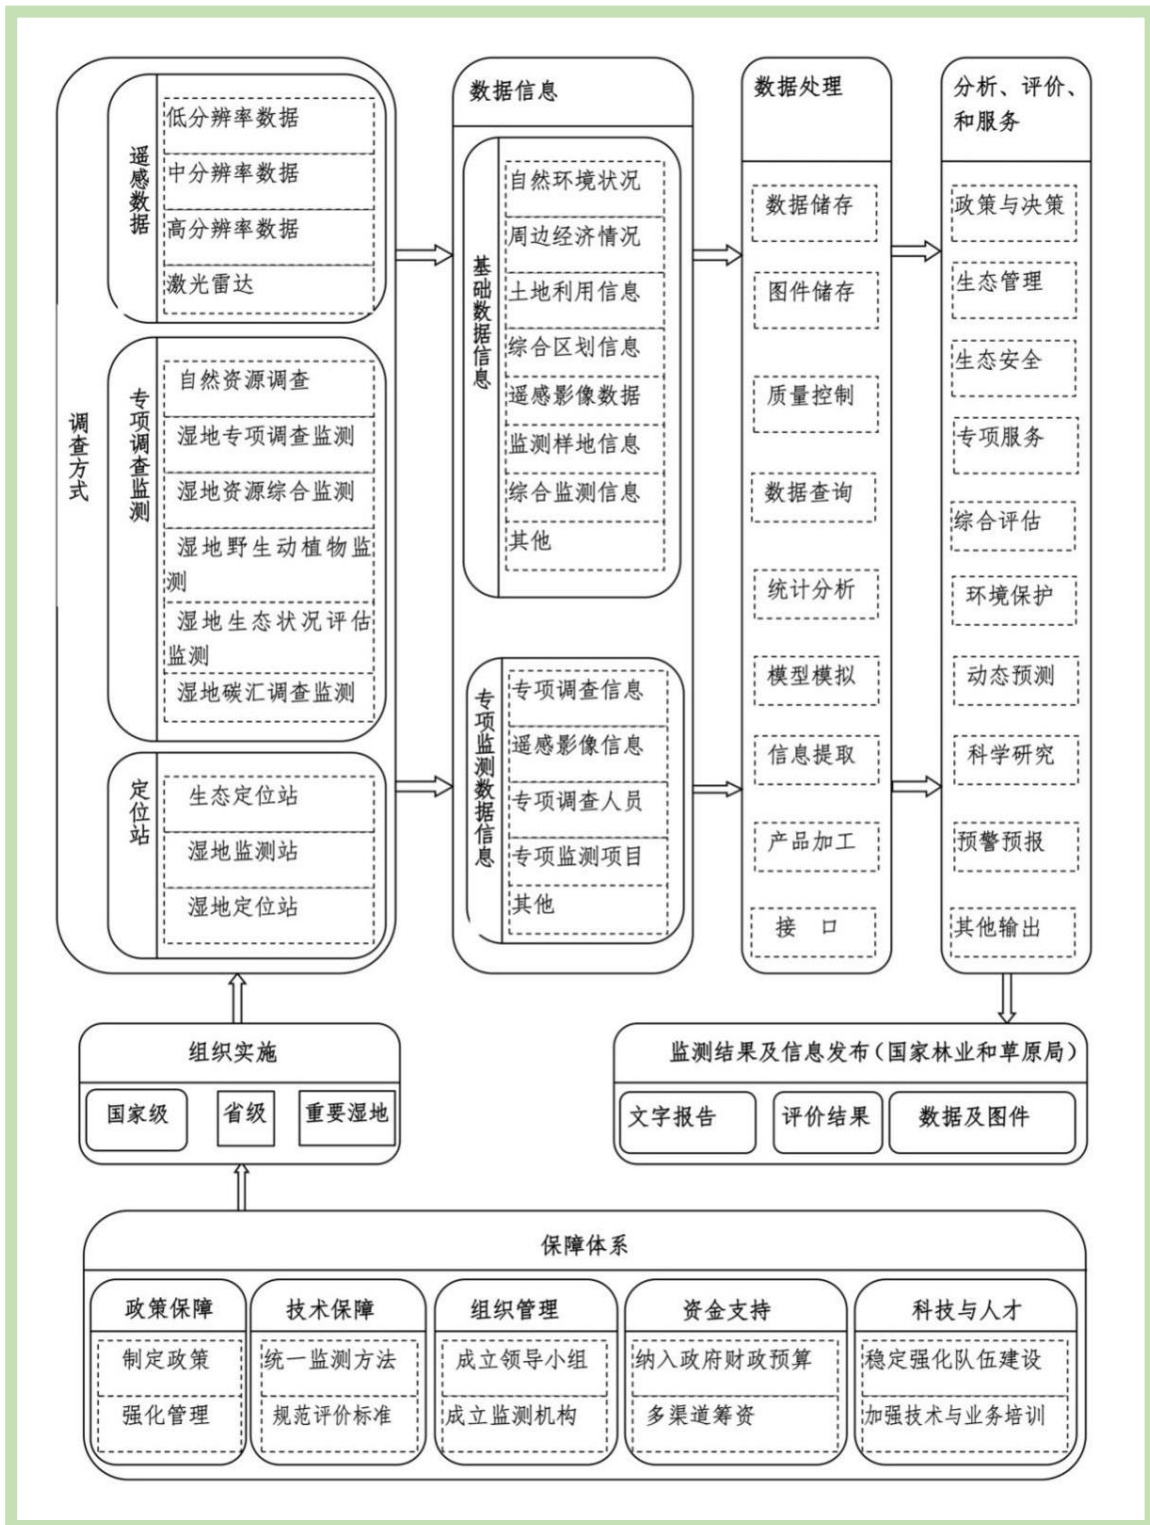 调查方式
遥感数据
低分辨率数据
中分辨率数据
高分辨率数据
激光雷达
专项调查监测
自然资源调查
湿地专项调查监测
湿地资源综合监测
湿地野生动植物监
测
湿地生态状况评估
监测
湿地碳汇调查监测
定位站
生态定位站
湿地监测站
湿地定位站
数据信息
基础数据信息
自然环境状况
周边经济情况
土地利用信息
综合区划信息
遥感影像数据
监测样地信息
综合监测信息
其他
专项监测数据信息
专项调查信息
遥感影像信息
专项调查人员
专项监测项目
其他
数据处理
数据储存
图件储存
质量控制
数据查询
统计分析
模型模拟
信息提取
产品加工
接 口
分析、评价、
和服务
政策与决策
生态管理
生态安全
专项服务
综合评估
环境保护
动态预测
科学研究
预警预报
其他输出
组织实施
国家级
省级
重要湿地
监测结果及信息发布（国家林业和草原局）
文字报告
评价结果
数据及图件
保障体系
政策保障
制定政策
强化管理
技术保障
统一监测方法
规范评价标准
组织管理
成立领导小组
成立监测机构
资金支持
纳入政府财政预算
多渠道筹资
科技与人才
稳定强化队伍建设
加强技术与业务培训